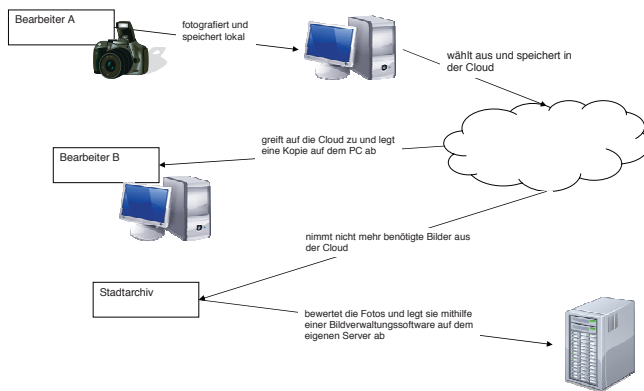 Bearbeiter A
fotografiert und
speichert lokal
wählt aus und speichert in
der Cloud
greift auf die Cloud zu und legt
eine Kopie auf dem PC ab
Bearbeiter B
nimmt nicht mehr benötigte Bilder aus
der Cloud
Stadtarchiv
bewertet die Fotos und legt sie mithilfe
einer Bildverwaltungssoftware auf dem
eigenen Server ab